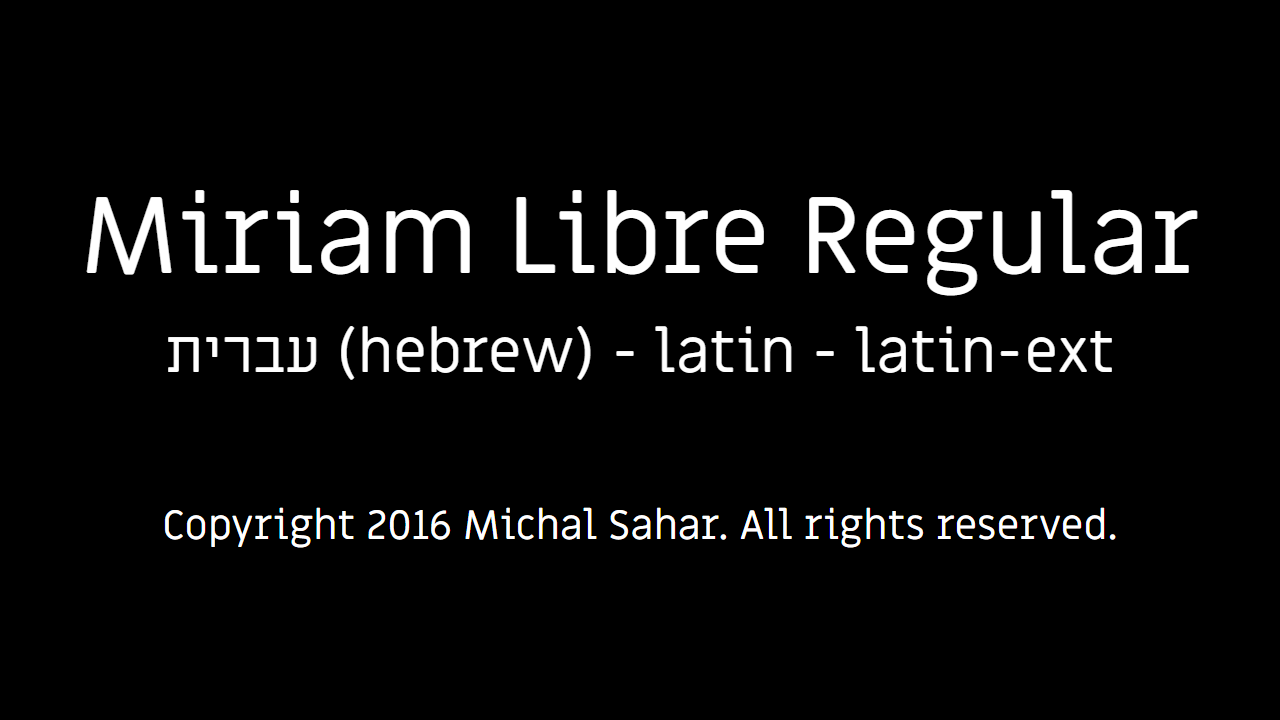 Miriam Libre Regular
עברית (hebrew) - latin - latin-ext
Copyright 2016 Michal Sahar. All rights reserved.